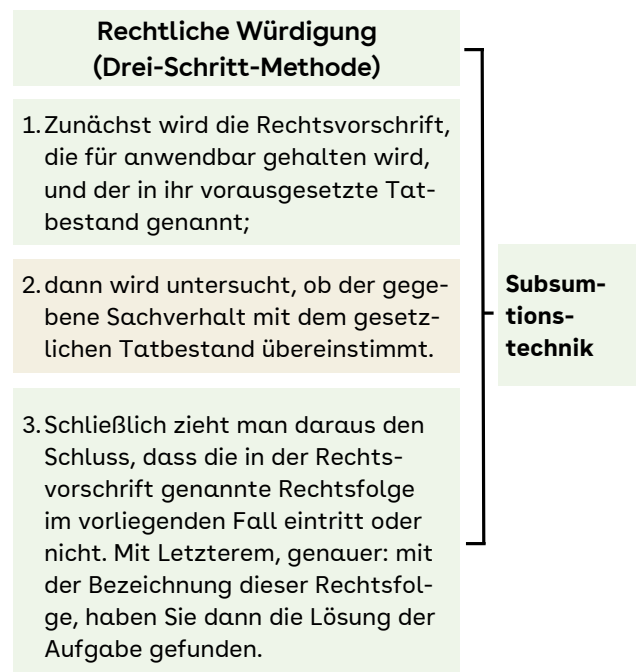 Rechtliche Würdigung
(Drei-Schritt-Methode)
1. Zunächst wird die Rechtsvorschrift,
die für anwendbar gehalten wird,
und der in ihr vorausgesetzte Tat-
bestand genannt;
2. dann wird untersucht, ob der gege-
bene Sachverhalt mit dem gesetz-
lichen Tatbestand übereinstimmt.
3. Schließlich zieht man daraus den
Schluss, dass die in der Rechts-
vorschrift genannte Rechtsfolge
im vorliegenden Fall eintritt oder
nicht. Mit Letzterem, genauer: mit
der Bezeichnung dieser Rechtsfol-
ge, haben Sie dann die Lösung der
Aufgabe gefunden.
Subsum-
tions-
technik